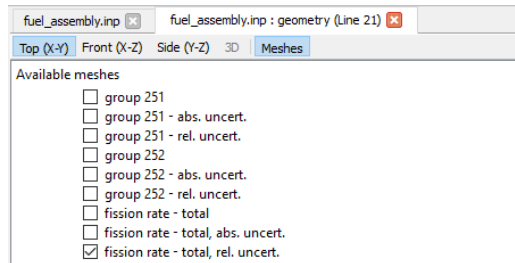 fuel_assembly.inp fuel_assembly.inp : geometry (Line 21)
Top (X-Y) Front (X-Z) Side (Y-Z) 3D Meshes
Available meshes
group 251
group 251 - abs. uncert.
group 251 - rel. uncert.
group 252
group 252 - abs. uncert.
group 252 - rel. uncert.
fission rate - total
fission rate - total, abs. uncert.
fission rate - total, rel. uncert.